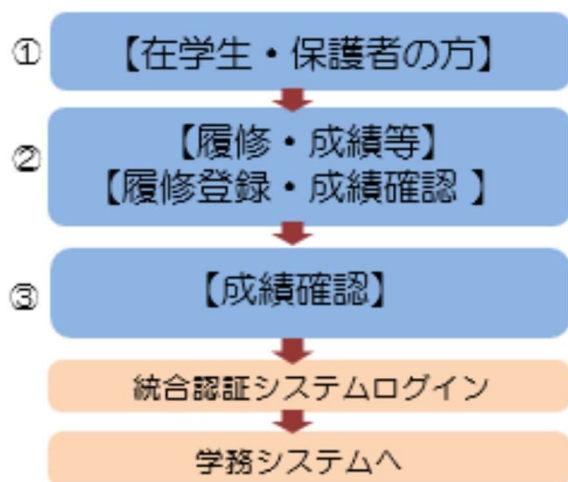 ① 【在学生・保護者の方】
② 【履修・成績等】
【履修登録・成績確認 】
③ 【成績確認】
統合認証システムログイン
学務システムへ